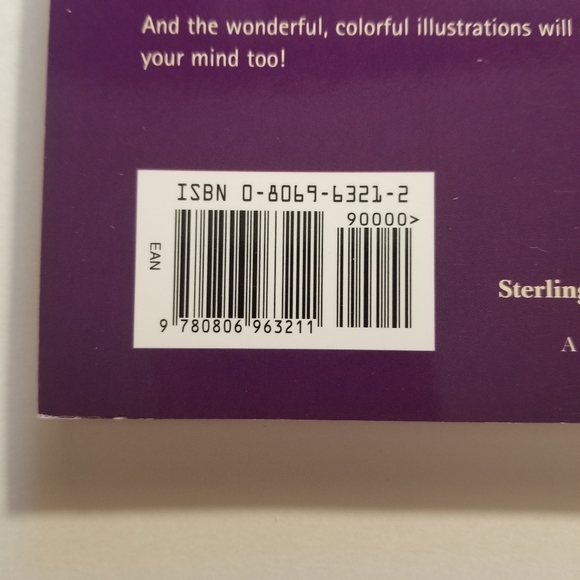 And the wonderful, colorful illustrations will
your mind too!
ISBN 0-8069-6321-2
90000>
EAN
9 780806 963211
Sterling
A